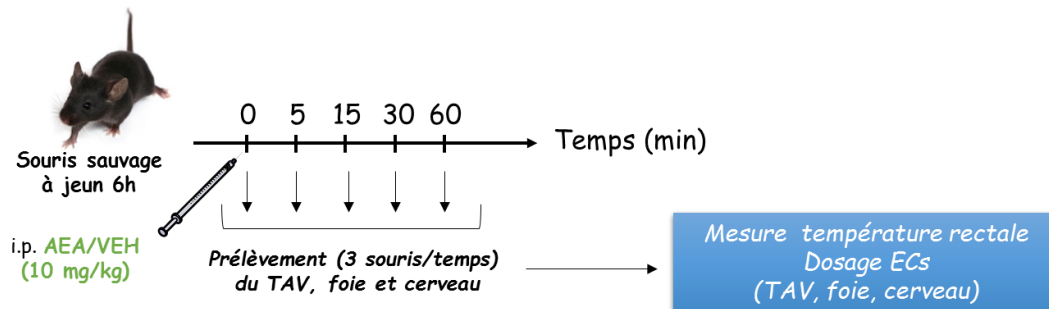 0 5 15 30 60
Temps (min)
Souris sauvage
à jeun 6h
i.p. AEA/VEH
(10 mg/kg)
Prélèvement (3 souris/temps)
du TAV, foie et cerveau
Mesure température rectale
Dosage ECs
(TAV, foie, cerveau)